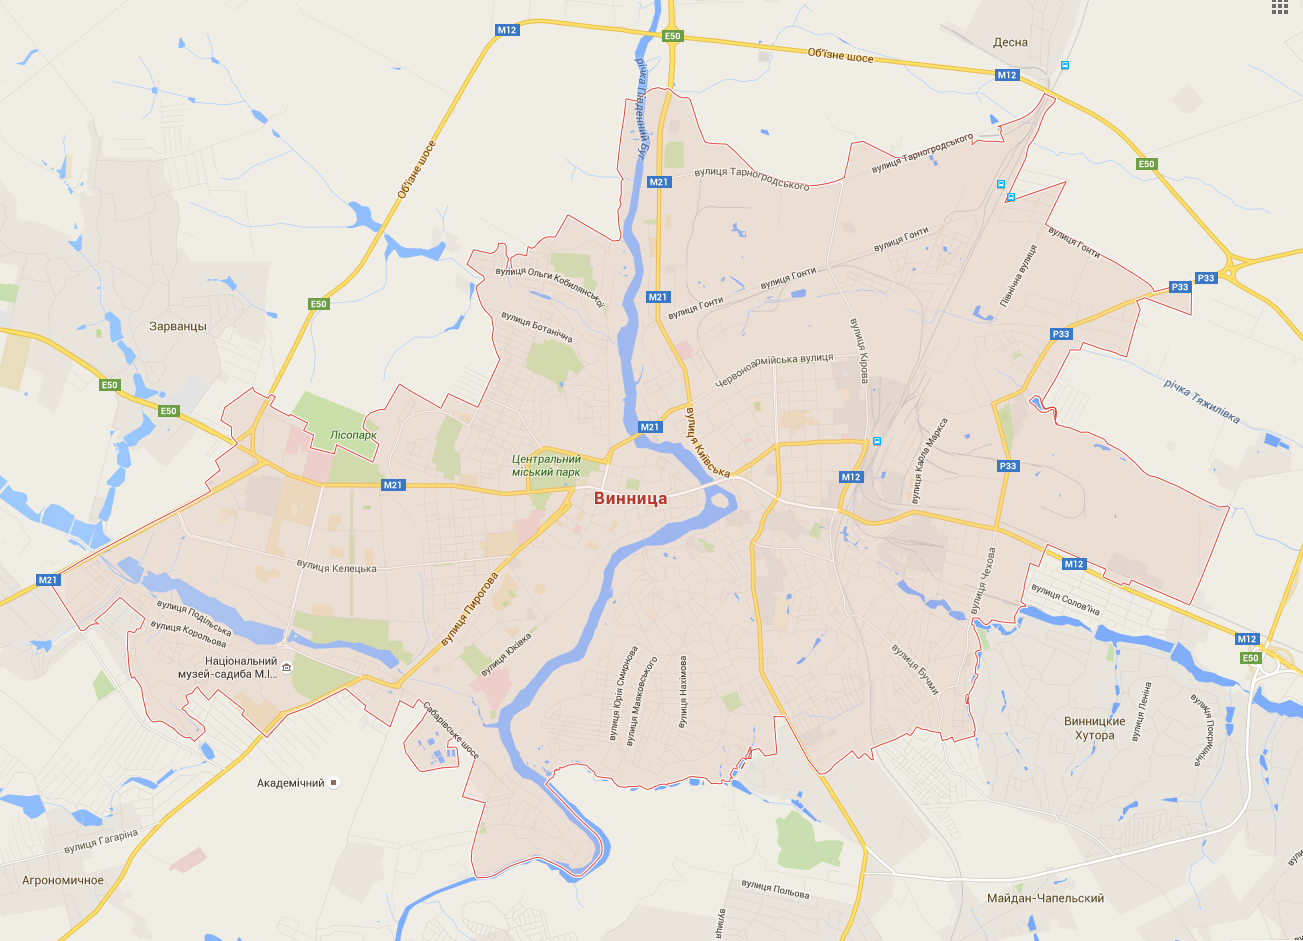 M12
E50
Десна
Об'їзне шосе
M12
річка Південний Буг
Об'їзне шосе
вулиця Тарногродського
E50
M21
вулиця Тарногродського
вулиця Гонти
вулиця Гонти
Північна вулиця
вулиця Ольги Кобилянської
вулиця Гонти
P33
P33
M21
E50
вулиця Гонти
вулиця Ботанічна
Зарванцы
P33
вулиця Кірова
Червоноармійська вулиця
E50
річка Тяжилівка
E50
M21
вулиця Київська
Лісопарк
вулиця Карла Маркса
Центральний
міський парк
P33
M12
M21
Винница
вулиця Келецька
M12
M21
вулиця Чехова
вулиця Пирогова
вулиця Солов'їна
вулиця Подільська
вулиця Корольова
M12
E50
вулиця Юківка
Національний
музей-садиба М.І...
вулиця Юрія Смирнова
вулиця Маяковського
вулиця Нахімова
вулиця Бучми
Сабарівське шосе
вулиця Леніна
вулиця Покришкіна
Винницкие
Хутора
Академічний
вулиця Гагаріна
Агрономичное
вулиця Польова
Майдан-Чапельский
вулиця